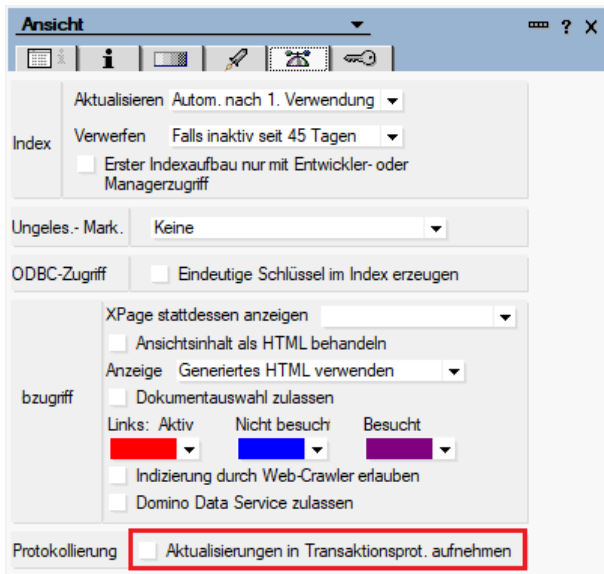 Ansicht
? X
i i
Aktualisieren Autom. nach 1. Verwendung
Index
Verwerfen Falls inaktiv seit 45 Tagen
Erster Indexaufbau nur mit Entwickler- oder
Managerzugriff
Ungeles.- Mark. Keine
ODBC-Zugriff Eindeutige Schlüssel im Index erzeugen
XPage stattdessen anzeigen
Ansichtsinhalt als HTML behandeln
Anzeige Generiertes HTML verwenden
bzugriff Dokumentauswahl zulassen
Links: Aktiv Nicht besuch Besucht
Indizierung durch Web-Crawler erlauben
Domino Data Service zulassen
Protokollierung Aktualisierungen in Transaktionsprot. aufnehmen